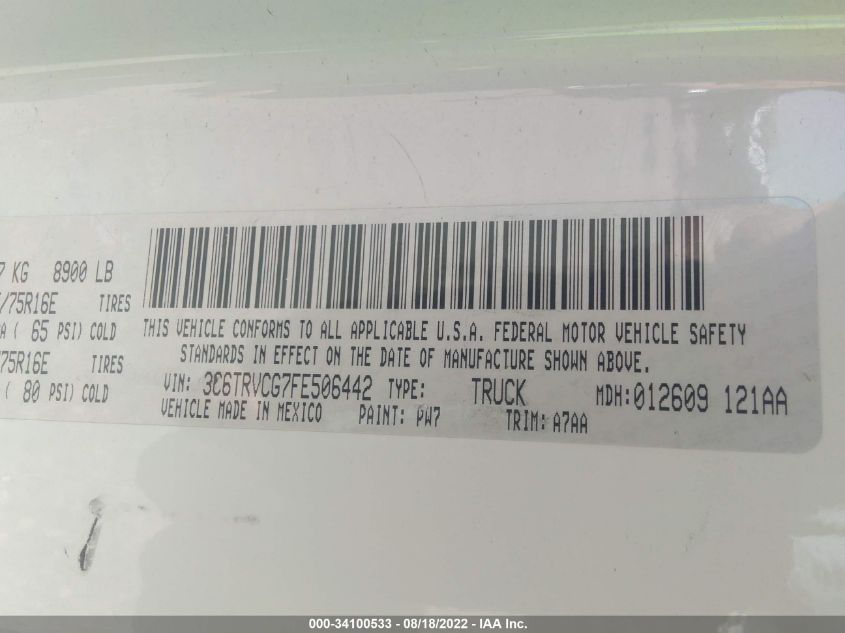 7 KG 8900 LB
/75R16E TIRES
A ( 65 PSI) COLD
75R16E TIRES
( 80 PSI) COLD
THIS VEHICLE CONFORMS TO ALL APPLICABLE U.S.A. FEDERAL MOTOR VEHICLE SAFETY
STANDARDS IN EFFECT ON THE DATE OF MANUFACTURE SHOWN ABOVE.
VIN: 3C6TRVCG7FE506442 TYPE: TRUCK MDH:012609 121AA
VEHICLE MADE IN MEXICO PAINT: PW7 TRIM: A7AA
000-34100533 - 08/18/2022 - IAA Inc.